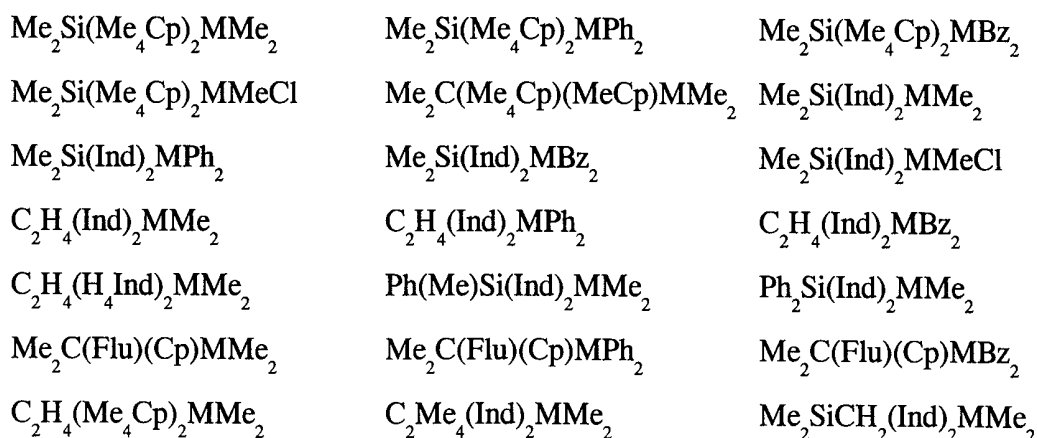 Me₂Si(Me₄Cp)₂MMe₂ Me₂Si(Me₄Cp)₂MPh₂ Me₂Si(Me₄Cp)₂MBz₂
Me₂Si(Me₄Cp)₂MMeCl Me₂C(Me₄Cp)(MeCp)MMe₂ Me₂Si(Ind)₂MMe₂
Me₂Si(Ind)₂MPh₂ Me₂Si(Ind)₂MBz₂ Me₂Si(Ind)₂MMeCl
C₂H₄(Ind)₂MMe₂ C₂H₄(Ind)₂MPh₂ C₂H₄(Ind)₂MBz₂
C₂H₄(H₄Ind)₂MMe₂ Ph(Me)Si(Ind)₂MMe₂ Ph₂Si(Ind)₂MMe₂
Me₂C(Flu)(Cp)MMe₂ Me₂C(Flu)(Cp)MPh₂ Me₂C(Flu)(Cp)MBz₂
C₂H₄(Me₄Cp)₂MMe₂ C₂Me₄(Ind)₂MMe₂ Me₂SiCH₂(Ind)₂MMe₂